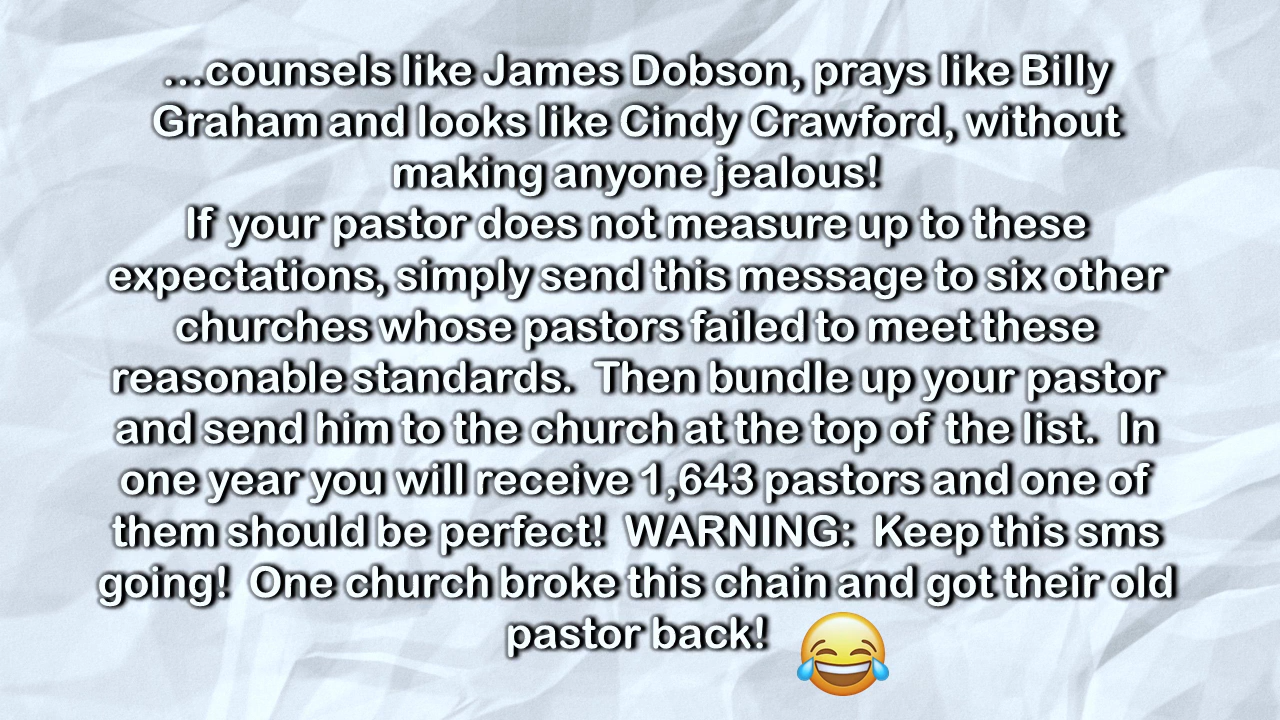 ...counsels like James Dobson, prays like Billy
Graham and looks like Cindy Crawford, without
making anyone jealous!
If your pastor does not measure up to these
expectations, simply send this message to six other
churches whose pastors failed to meet these
reasonable standards.  Then bundle up your pastor
and send him to the church at the top of the list.  In
one year you will receive 1,643 pastors and one of
them should be perfect!  WARNING:  Keep this sms
going!  One church broke this chain and got their old
pastor back!